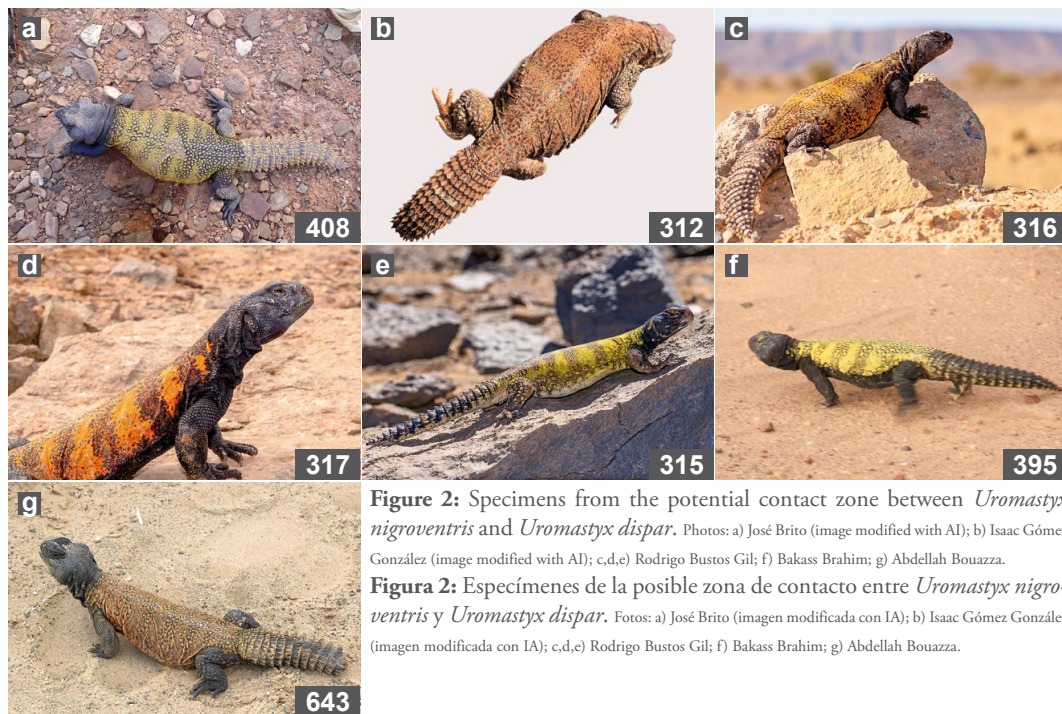 a
408
b
312
c
316
d
317
e
315
f
395
g
643
Figure 2: Specimens from the potential contact zone between Uromastyx
nigroventris and Uromastyx dispar. Photos: a) José Brito (image modified with AI); b) Isaac Góme
González (image modified with AI); c,d,e) Rodrigo Bustos Gil; f) Bakass Brahim; g) Abdellah Bouazza.
Figura 2: Especímenes de la posible zona de contacto entre Uromastyx nigro-
ventris y Uromastyx dispar. Fotos: a) José Brito (imagen modificada con IA); b) Isaac Gómez Gonzále
(imagen modificada con IA); c,d,e) Rodrigo Bustos Gil; f) Bakass Brahim; g) Abdellah Bouazza.